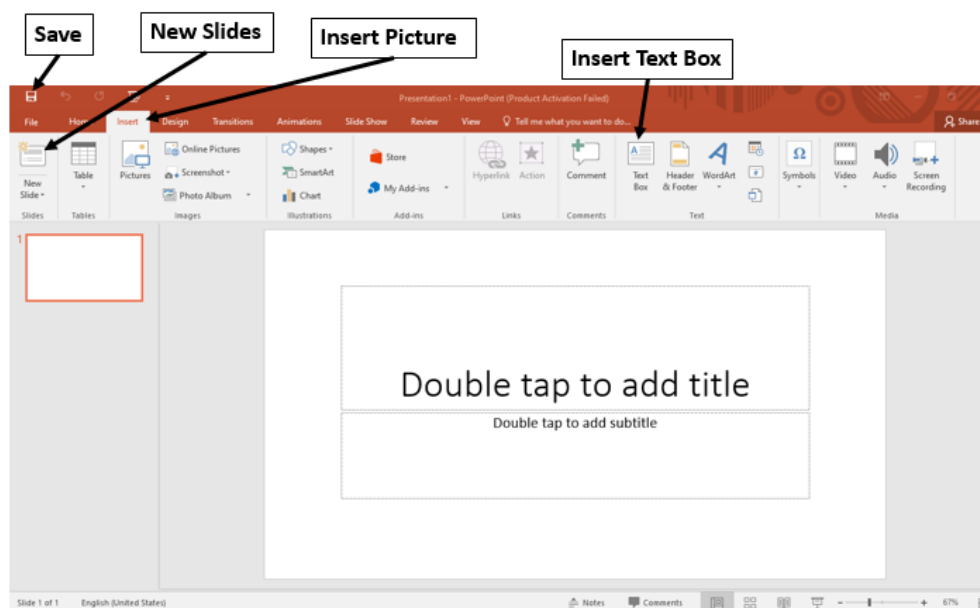 Save
New Slides
Insert Picture
Insert Text Box
Presentation1 - PowerPoint (Product Activation Failed)
File Home Insert Design Transitions Animations Slide Show Review View Tell me what you want to do... Share
New Slide
Table
Pictures
Online Pictures
Screenshot
Photo Album
Shapes
SmartArt
Chart
Store
My Add-ins
Hyperlink
Action
Comment
Text Box
Header & Footer
WordArt
Symbols
Video
Audio
Screen Recording
Slides Tables Images Illustrations Add-ins Links Comments Text Media
1
Double tap to add title
Double tap to add subtitle
Slide 1 of 1 English (United States) Notes Comments 67%